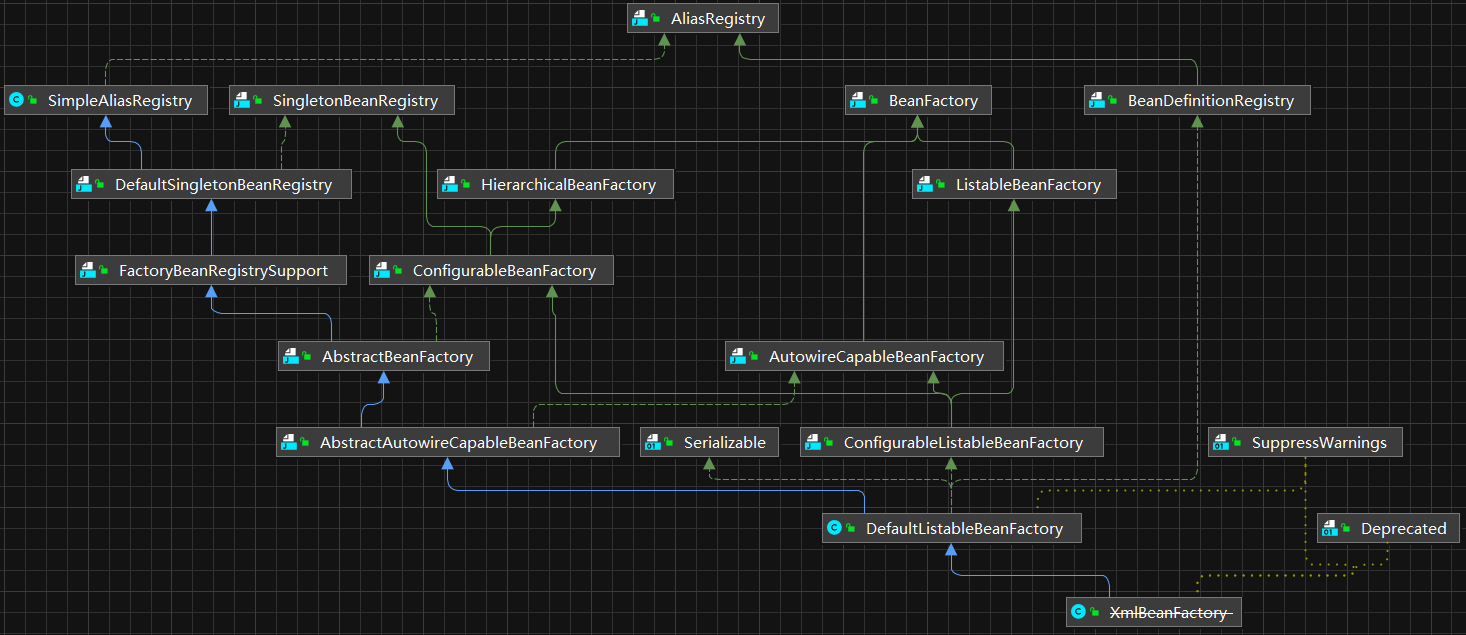 AliasRegistry
SimpleAliasRegistry
SingletonBeanRegistry
BeanFactory
BeanDefinitionRegistry
DefaultSingletonBeanRegistry
HierarchicalBeanFactory
ListableBeanFactory
FactoryBeanRegistrySupport
ConfigurableBeanFactory
AbstractBeanFactory
AutowireCapableBeanFactory
AbstractAutowireCapableBeanFactory
Serializable
ConfigurableListableBeanFactory
SuppressWarnings
DefaultListableBeanFactory
Deprecated
XmlBeanFactory